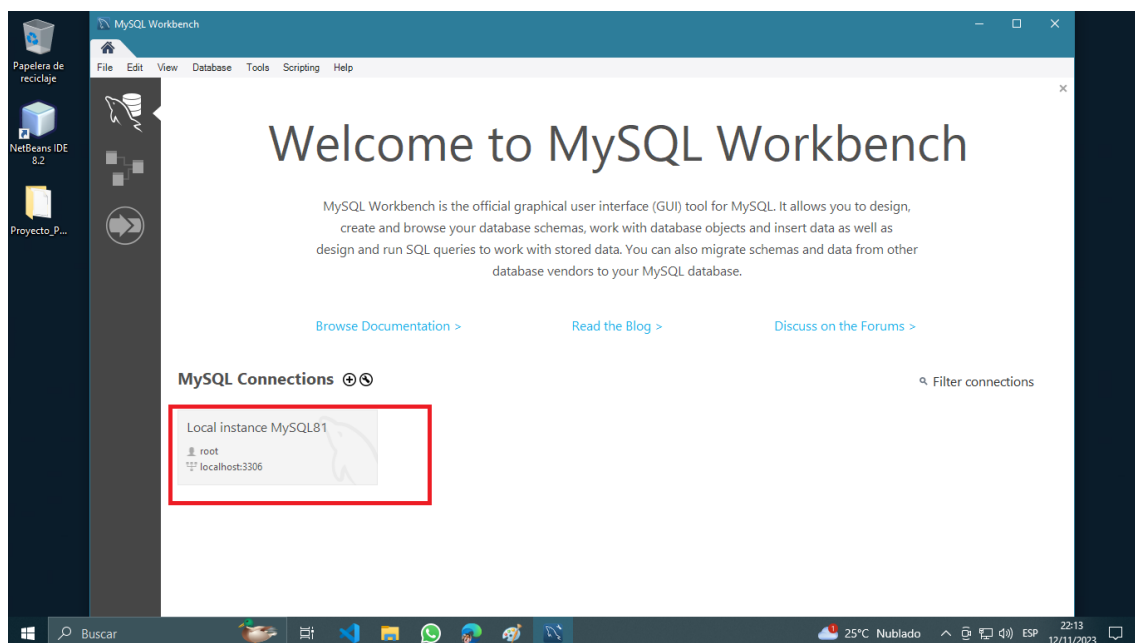 Papelera de
reciclaje
NetBeans IDE
8.2
Proyecto_P...
MySQL Workbench
File Edit View Database Tools Scripting Help
Welcome to MySQL Workbench
MySQL Workbench is the official graphical user interface (GUI) tool for MySQL. It allows you to design,
create and browse your database schemas, work with database objects and insert data as well as
design and run SQL queries to work with stored data. You can also migrate schemas and data from other
database vendors to your MySQL database.
Browse Documentation > Read the Blog > Discuss on the Forums >
MySQL Connections
Filter connections
Local instance MySQL81
root
localhost:3306
Buscar
25°C Nublado
ESP
22:13
12/11/2023